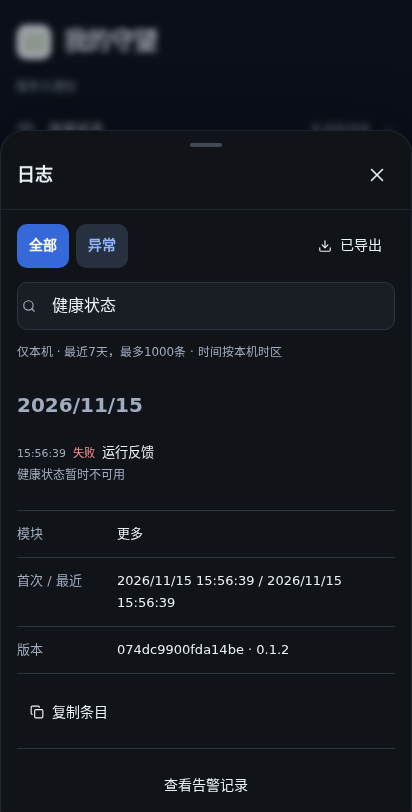 我的守望
日志
全部
异常
已导出
健康状态
仅本机 · 最近7天，最多1000条 · 时间按本机时区
2026/11/15
15:56:39 失败 运行反馈
健康状态暂时不可用
模块 更多
首次 / 最近 2026/11/15 15:56:39 / 2026/11/15
15:56:39
版本 074dc9900fda14be · 0.1.2
复制条目
查看告警记录